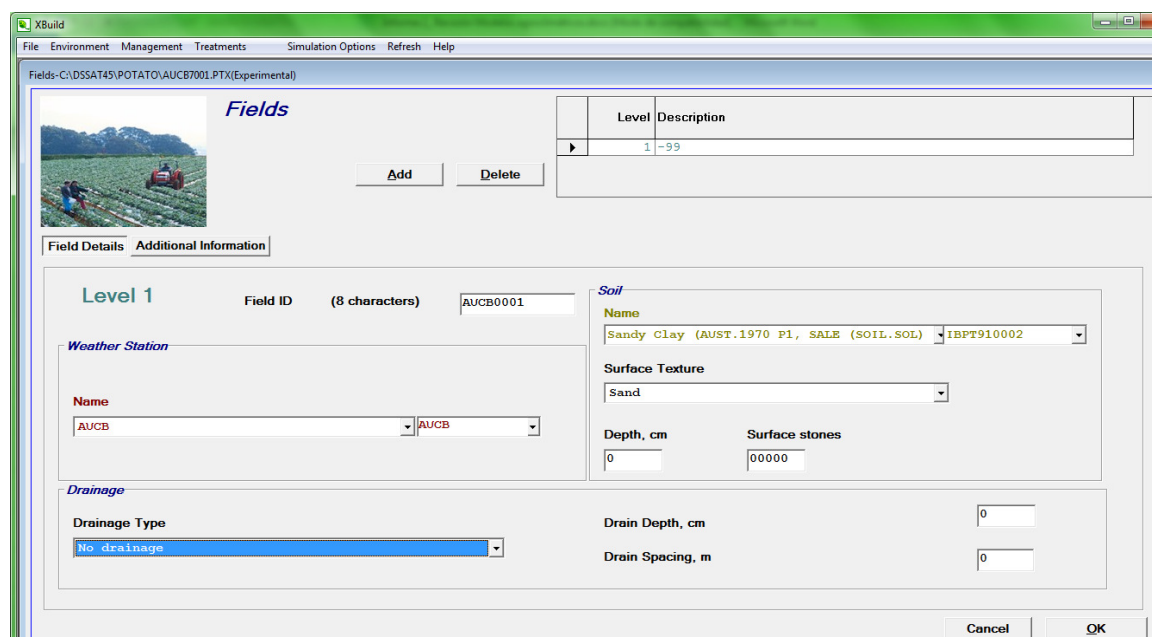 XBuild
File Environment Management Treatments Simulation Options Refresh Help
Fields-C:\DSSAT45\POTATO\AUCB7001.PTX(Experimental)
Fields
Level Description
1 -99
Add Delete
Field Details Additional Information
Level 1 Field ID (8 characters) AUCB0001
Soil
Name
Sandy Clay (AUST.1970 P1, SALE (SOIL.SOL) IBPT910002
Weather Station
Surface Texture
Sand
Name
AUCB AUCB
Depth, cm Surface stones
0 00000
Drainage
Drainage Type
No drainage
Drain Depth, cm 0
Drain Spacing, m 0
Cancel OK